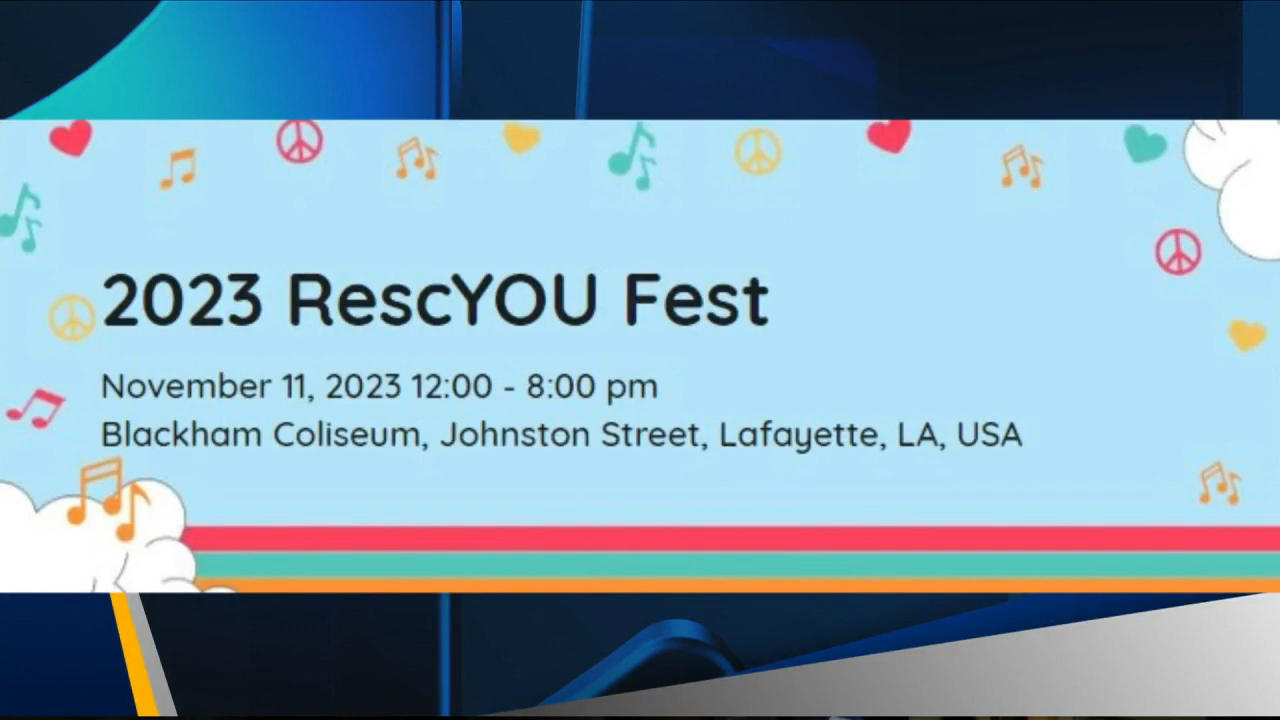 2023 RescYOU Fest
November 11, 2023 12:00 - 8:00 pm
Blackham Coliseum, Johnston Street, Lafayette, LA, USA